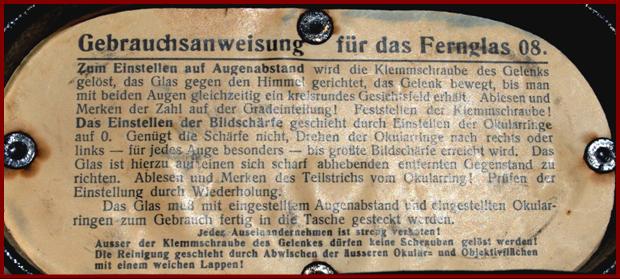 Gebrauchsanweisung für das Fernglas 08.
Zum Einstellen auf Augenabstand wird die Klemmschraube des Gelenks
gelöst, das Glas gegen den Himmel gerichtet, das Gelenk bewegt, bis man
mit beiden Augen gleichzeitig ein kreisrundes Gesichtsfeld erhält. Ablesen und
Merken der Zahl auf der Gradeinteilung! Feststellen der Klemmschraube!
Das Einstellen der Bildschärfe geschieht durch Einstellen der Okularringe
auf 0. Genügt die Schärfe nicht, Drehen der Okularringe nach rechts oder
links — für jedes Auge besonders — bis größte Bildschärfe erreicht wird. Das
Glas ist hierzu auf einen sich scharf abhebenden entfernten Gegenstand zu
richten. Ablesen und Merken des Teilstrichs vom Okularring! Prüfen der
Einstellung durch Wiederholung.
Das Glas muß mit eingestelltem Augenabstand und eingestellten Okular-
ringen zum Gebrauch fertig in die Tasche gesteckt werden.
Jedes Auseinandernehmen ist streng verboten!
Ausser der Klemmschraube des Gelenkes dürfen keine Schrauben gelöst werden!
Die Reinigung geschieht durch Abwischen der äusseren Okular- und Objektivflächen
mit einem weichen Lappen!